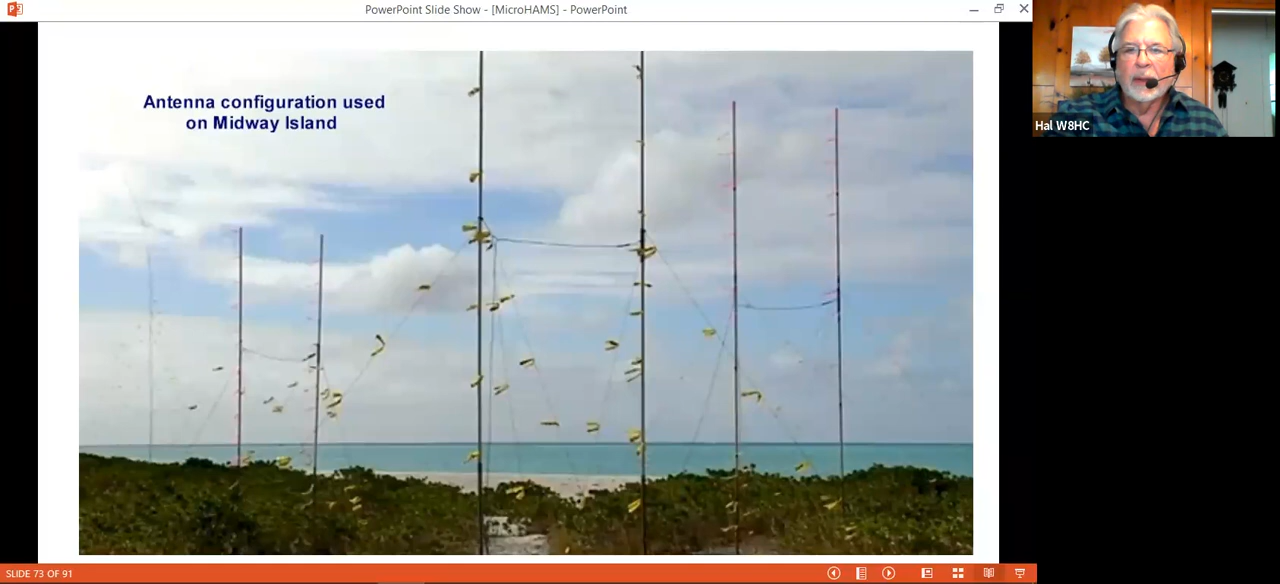 PowerPoint Slide Show - [MicroHAMS] - PowerPoint
Antenna configuration used
on Midway Island
Hal W8HC
SLIDE 73 OF 91